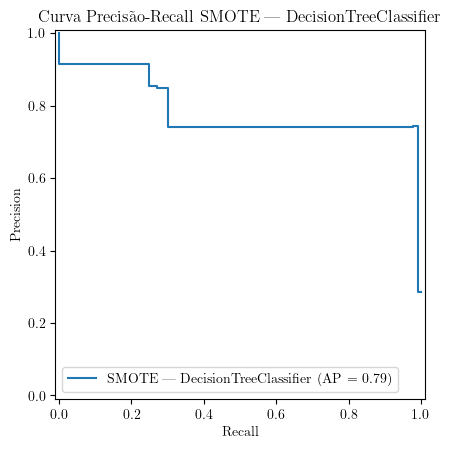 Curva Precisão-Recall SMOTE — DecisionTreeClassifier
1.0
0.8
0.6
0.4
0.2
0.0
Precision
SMOTE — DecisionTreeClassifier (AP = 0.79)
0.0 0.2 0.4 0.6 0.8 1.0
Recall